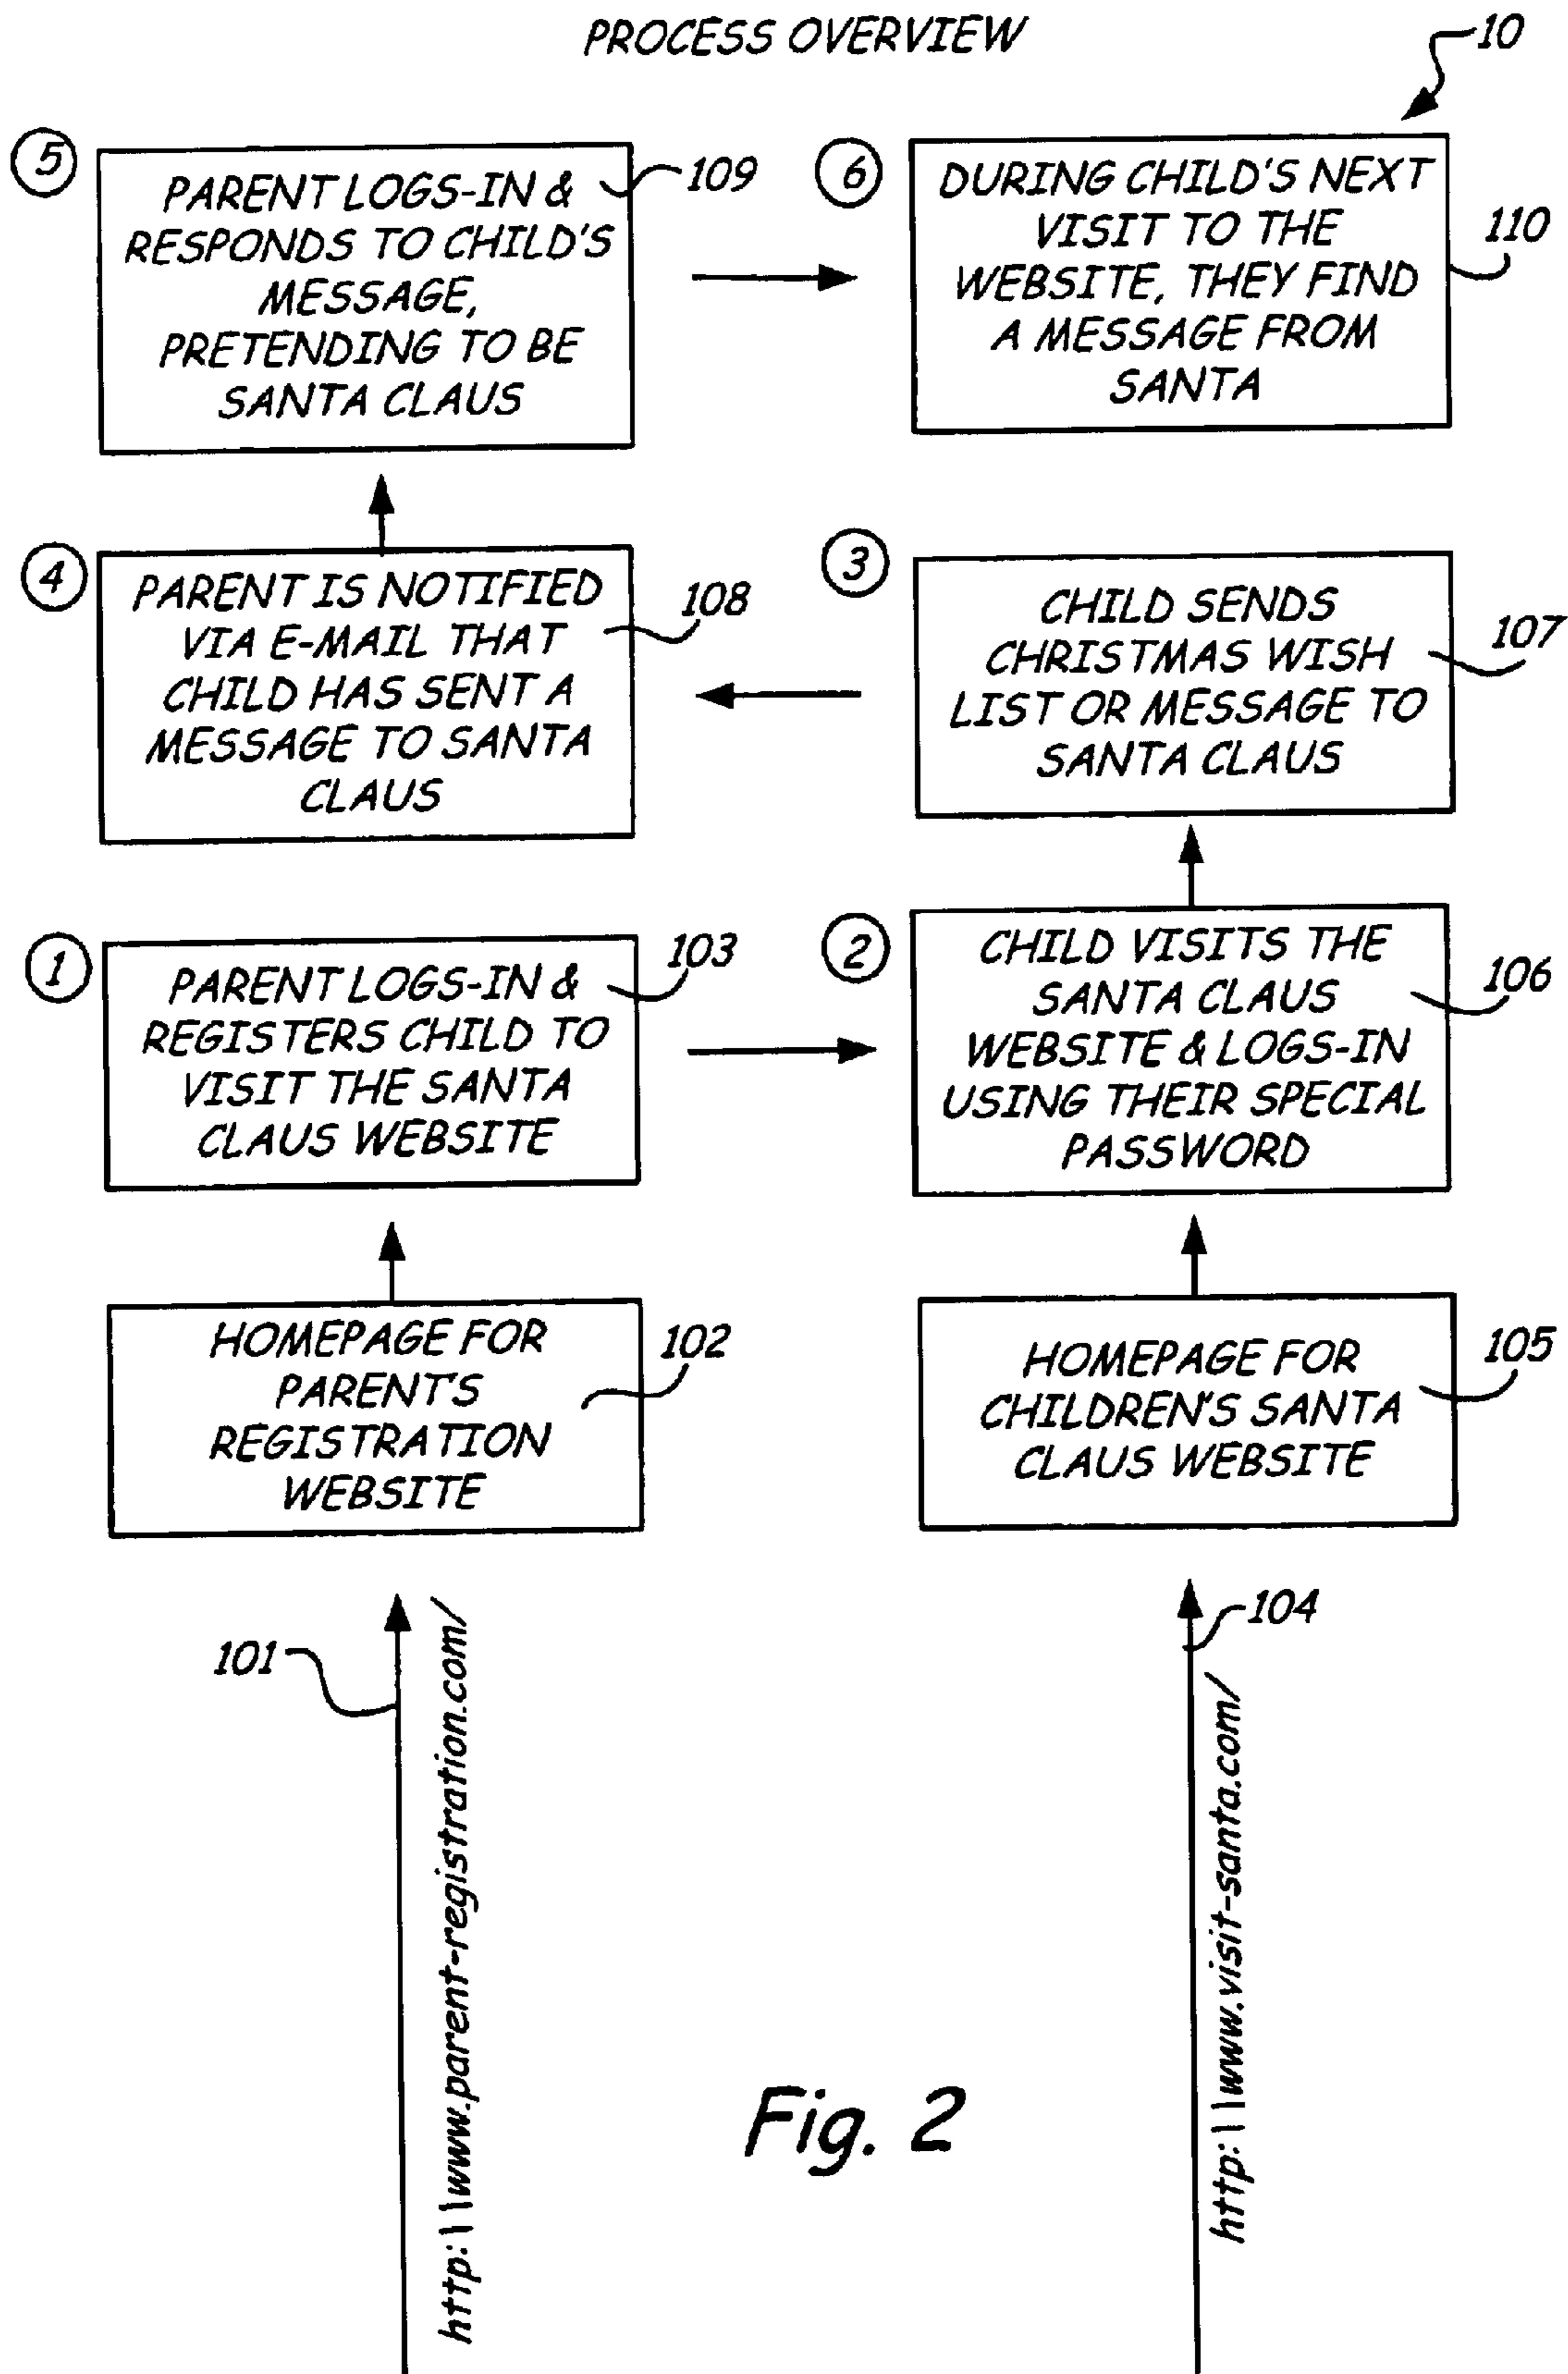 PROCESS OVERVIEW
10
5
PARENT LOGS-IN &
RESPONDS TO CHILD'S
MESSAGE,
PRETENDING TO BE
SANTA CLAUS
109
6
DURING CHILD'S NEXT
VISIT TO THE
WEBSITE, THEY FIND
A MESSAGE FROM
SANTA
110
4
PARENT IS NOTIFIED
VIA E-MAIL THAT
CHILD HAS SENT A
MESSAGE TO SANTA
CLAUS
108
3
CHILD SENDS
CHRISTMAS WISH
LIST OR MESSAGE TO
SANTA CLAUS
107
1
PARENT LOGS-IN &
REGISTERS CHILD TO
VISIT THE SANTA
CLAUS WEBSITE
103
2
CHILD VISITS THE
SANTA CLAUS
WEBSITE & LOGS-IN
USING THEIR SPECIAL
PASSWORD
106
HOMEPAGE FOR
PARENT'S
REGISTRATION
WEBSITE
102
HOMEPAGE FOR
CHILDREN'S SANTA
CLAUS WEBSITE
105
101
http:\\www.parent-registration.com/
104
http:\\www.visit-santa.com/
Fig. 2